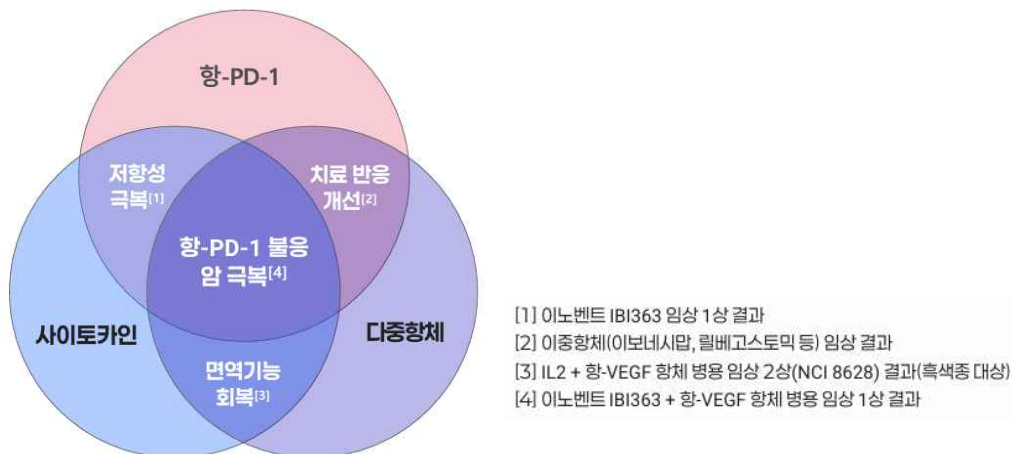 항-PD-1
저항성
극복[1]
치료 반응
개선[2]
항-PD-1 불응
암 극복[4]
사이토카인
다중항체
면역기능
회복[3]
[1] 이노벤트 IBI363 임상 1상 결과
[2] 이중항체(이보네시맙, 릴베고스토믹 등) 임상 결과
[3] IL2 + 항-VEGF 항체 병용 임상 2상(NCI 8628) 결과(흑색종 대상)
[4] 이노벤트 IBI363 + 항-VEGF 항체 병용 임상 1상 결과